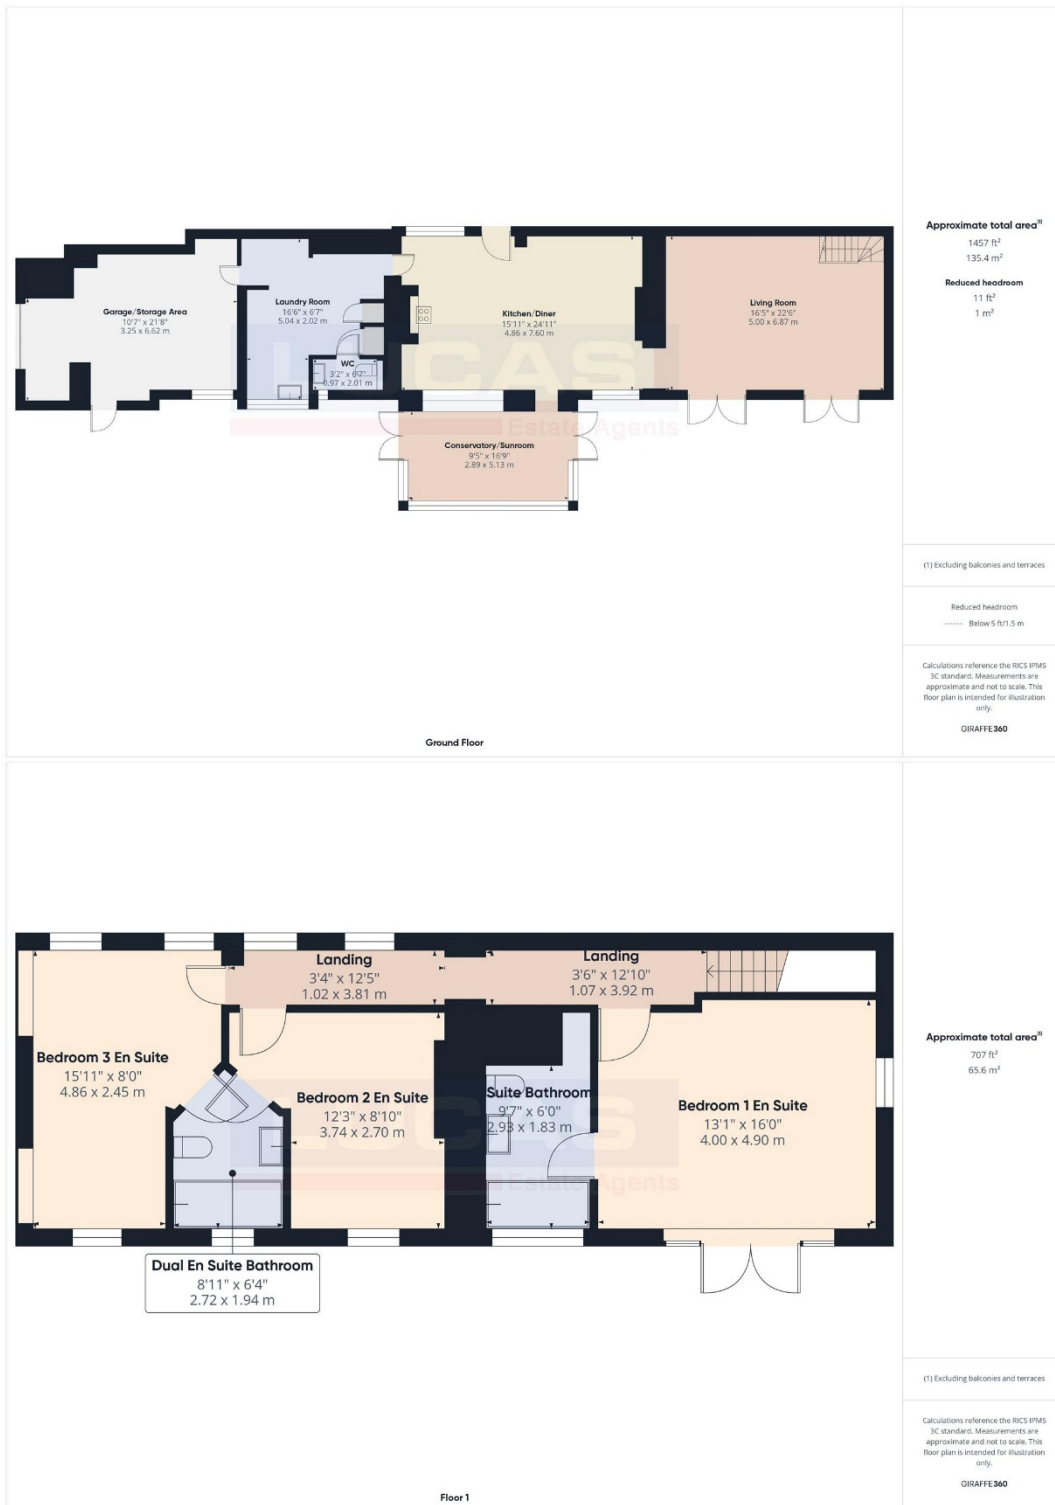 Approximate total area(1)
1457 ft²
135.4 m²
Reduced headroom
11 ft²
1 m²
Garage/Storage Area
10'7" x 21'8"
3.25 x 6.62 m
Laundry Room
16'6" x 6'7"
5.04 x 2.02 m
WC
3'2" x 6'7"
0.97 x 2.01 m
Kitchen/Diner
15'11" x 24'11"
4.86 x 7.60 m
Living Room
16'5" x 22'6"
5.00 x 6.87 m
LUCAS
Estate Agents
Conservatory/Sunroom
9'5" x 16'9"
2.89 x 5.13 m
(1) Excluding balconies and terraces
Reduced headroom
Below 5 ft/1.5 m
Calculations reference the RICS IPMS
3C standard. Measurements are
approximate and not to scale. This
floor plan is intended for illustration
only.
GIRAFFE360
Ground Floor
Landing
3'4" x 12'5"
1.02 x 3.81 m
Landing
3'6" x 12'10"
1.07 x 3.92 m
Bedroom 3 En Suite
15'11" x 8'0"
4.86 x 2.45 m
Bedroom 2 En Suite
12'3" x 8'10"
3.74 x 2.70 m
Suite Bathroom
9'7" x 6'0"
2.93 x 1.83 m
Bedroom 1 En Suite
13'1" x 16'0"
4.00 x 4.90 m
LUCAS
Estate Agents
Dual En Suite Bathroom
8'11" x 6'4"
2.72 x 1.94 m
Approximate total area(1)
707 ft²
65.6 m²
(1) Excluding balconies and terraces
Calculations reference the RICS IPMS
3C standard. Measurements are
approximate and not to scale. This
floor plan is intended for illustration
only.
GIRAFFE360
Floor 1